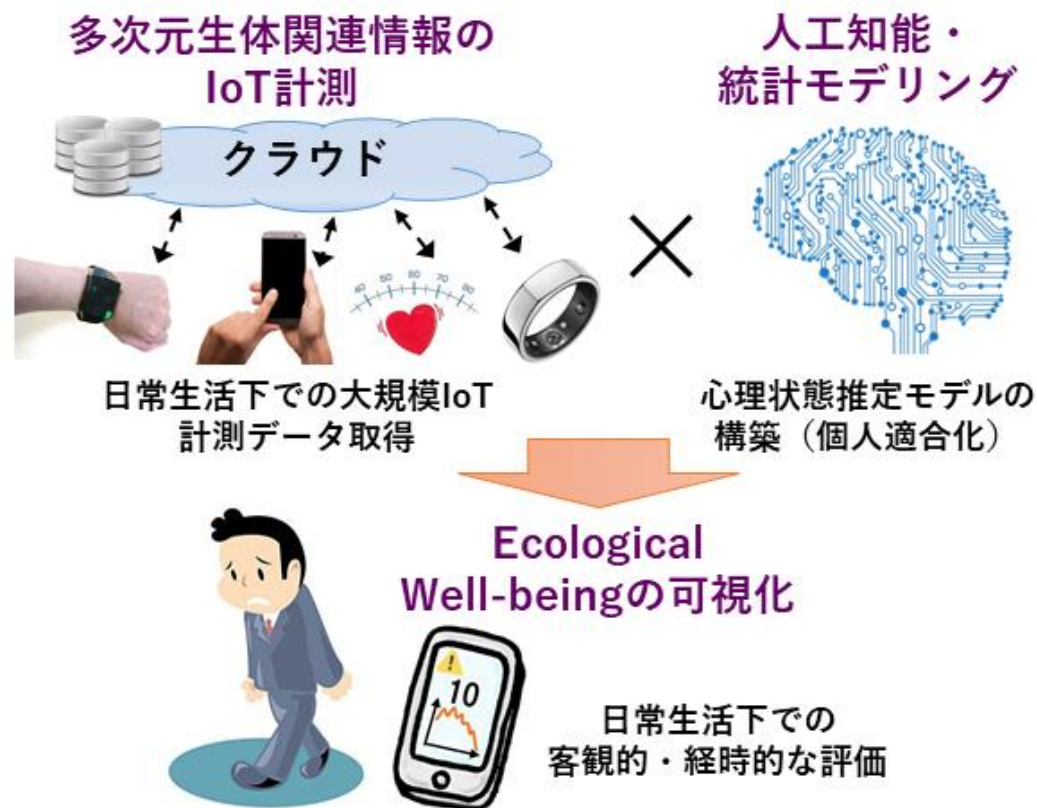 多次元生体関連情報の
IoT計測
クラウド
40 50 60 70 80
日常生活下での大規模IoT
計測データ取得
×
人工知能・
統計モデリング
心理状態推定モデルの
構築（個人適合化）
Ecological
Well-beingの可視化
!
10
日常生活下での
客観的・経時的な評価